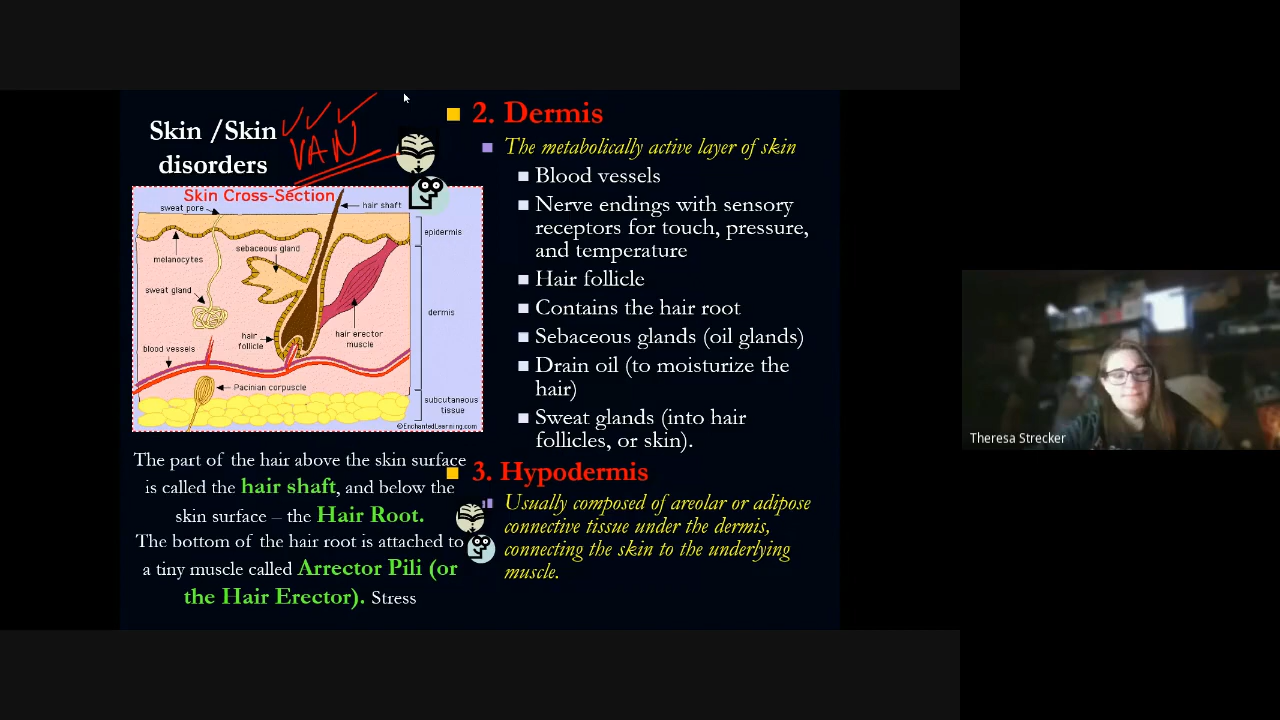 Skin /Skin
disorders
VAN
Skin Cross-Section
sweat pore
hair shaft
epidermis
melanocytes
sebaceous gland
sweat gland
dermis
hair
follicle
hair erector
muscle
blood vessels
Pacinian corpuscle
subcutaneous
tissue
©EnchantedLearning.com
The part of the hair above the skin surface
is called the hair shaft, and below the
skin surface – the Hair Root.
The bottom of the hair root is attached to
a tiny muscle called Arrector Pili (or
the Hair Erector). Stress
2. Dermis
The metabolically active layer of skin
Blood vessels
Nerve endings with sensory
receptors for touch, pressure,
and temperature
Hair follicle
Contains the hair root
Sebaceous glands (oil glands)
Drain oil (to moisturize the
hair)
Sweat glands (into hair
follicles, or skin).
3. Hypodermis
Usually composed of areolar or adipose
connective tissue under the dermis,
connecting the skin to the underlying
muscle.
Theresa Strecker